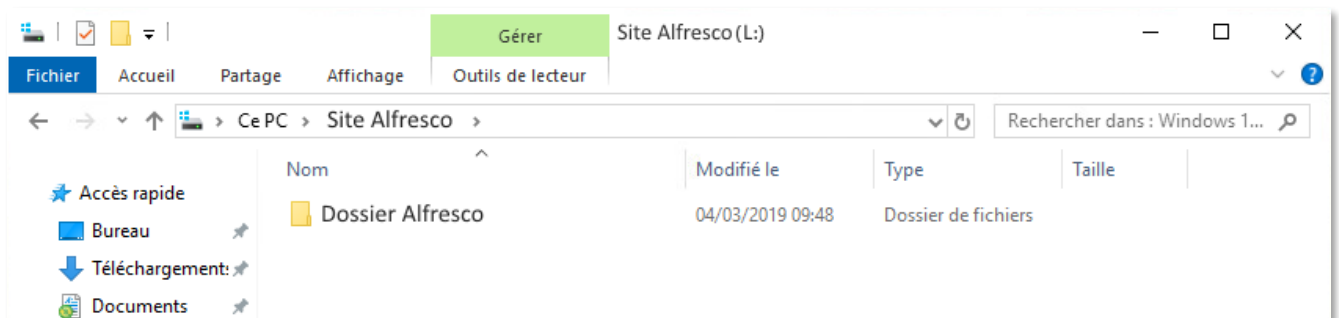 Gérer Site Alfresco (L:)
Fichier Accueil Partage Affichage Outils de lecteur
Ce PC Site Alfresco Rechercher dans : Windows 1...
Nom Modifié le Type Taille
Accès rapide
Dossier Alfresco 04/03/2019 09:48 Dossier de fichiers
Bureau
Téléchargement:
Documents